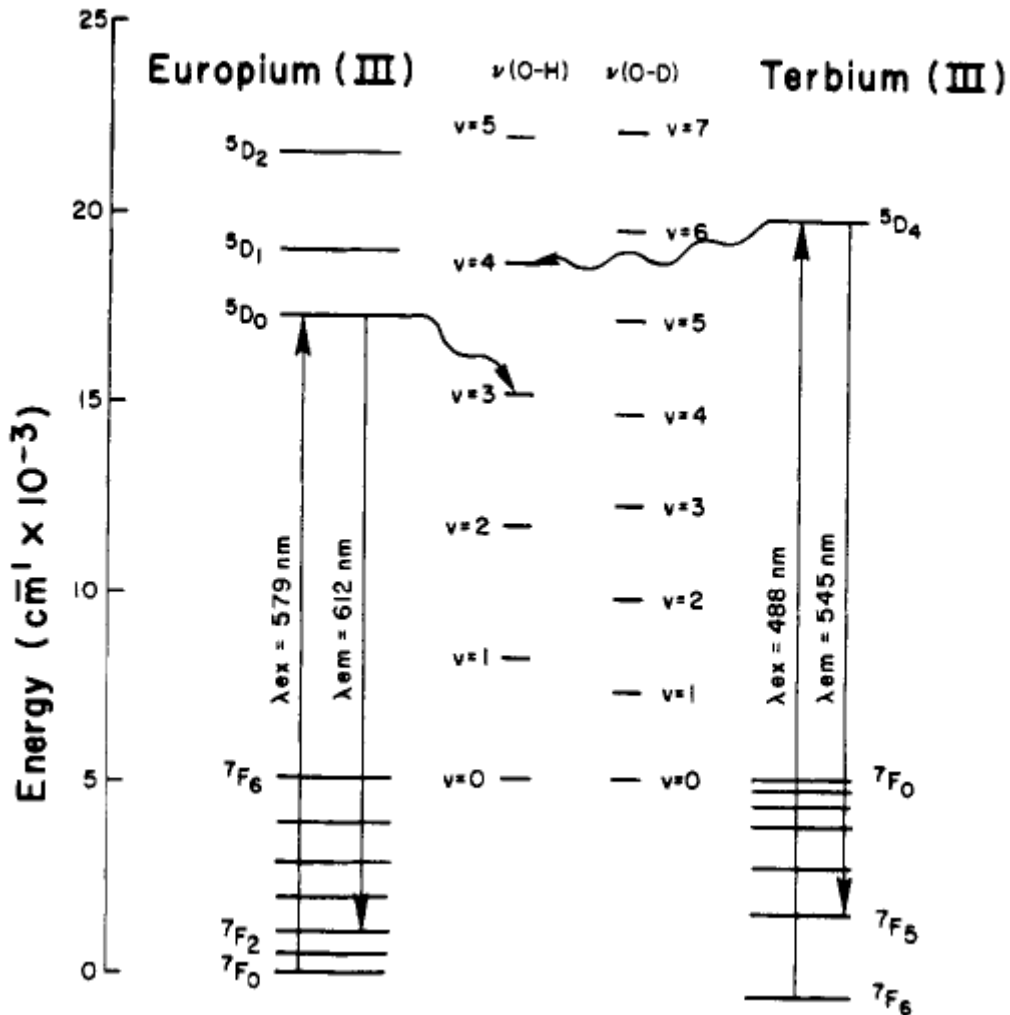 25
Europium (III)
ν(O-H)
ν(O-D)
Terbium (III)
v=5
v=7
⁵D₂
20
v=6
⁵D₄
⁵D₁
v=4
⁵D₀
v=5
15
v=3
v=4
v=3
v=2
10
v=2
v=1
v=1
5
⁷F₆
v=0
v=0
⁷F₀
⁷F₂
⁷F₅
0
⁷F₀
⁷F₆
Energy (cm⁻¹ × 10⁻³)
λex = 579 nm
λem = 612 nm
λex = 488 nm
λem = 545 nm